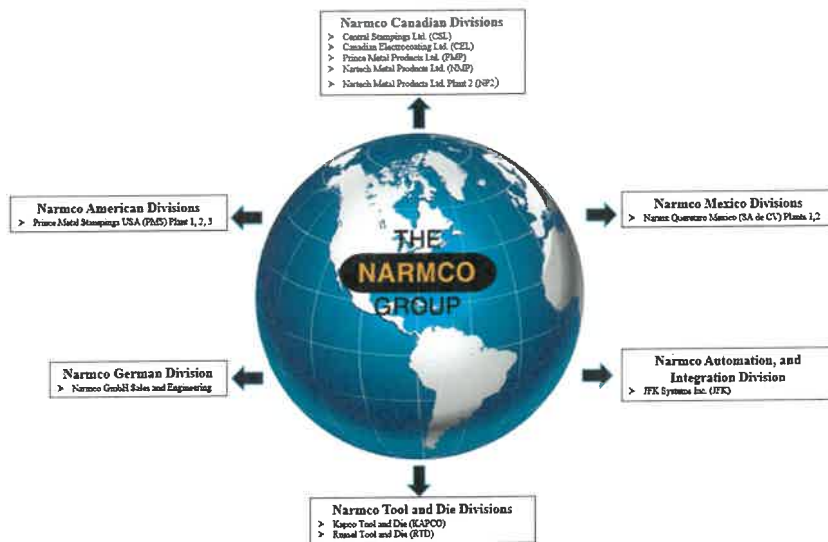 Narmco Canadian Divisions
➢ Central Stampings Ltd. (CSL)
➢ Canadian Electrocoating Ltd. (CEL)
➢ Prince Metal Products Ltd. (PMP)
➢ Nartech Metal Products Ltd. (NMP)
➢ Nartech Metal Products Ltd. Plant 2 (NP2)
Narmco American Divisions
➢ Prince Metal Stampings USA (PMS) Plant 1, 2, 3
Narmco Mexico Divisions
➢ Narmx Queretaro Mexico (SA de CV) Plants 1,2
THE
NARMCO
GROUP
Narmco German Division
➢ Narmco GmbH Sales and Engineering
Narmco Automation, and
Integration Division
➢ JFK Systems Inc. (JFK)
Narmco Tool and Die Divisions
➢ Kapco Tool and Die (KAPCO)
➢ Russel Tool and Die (RTD)